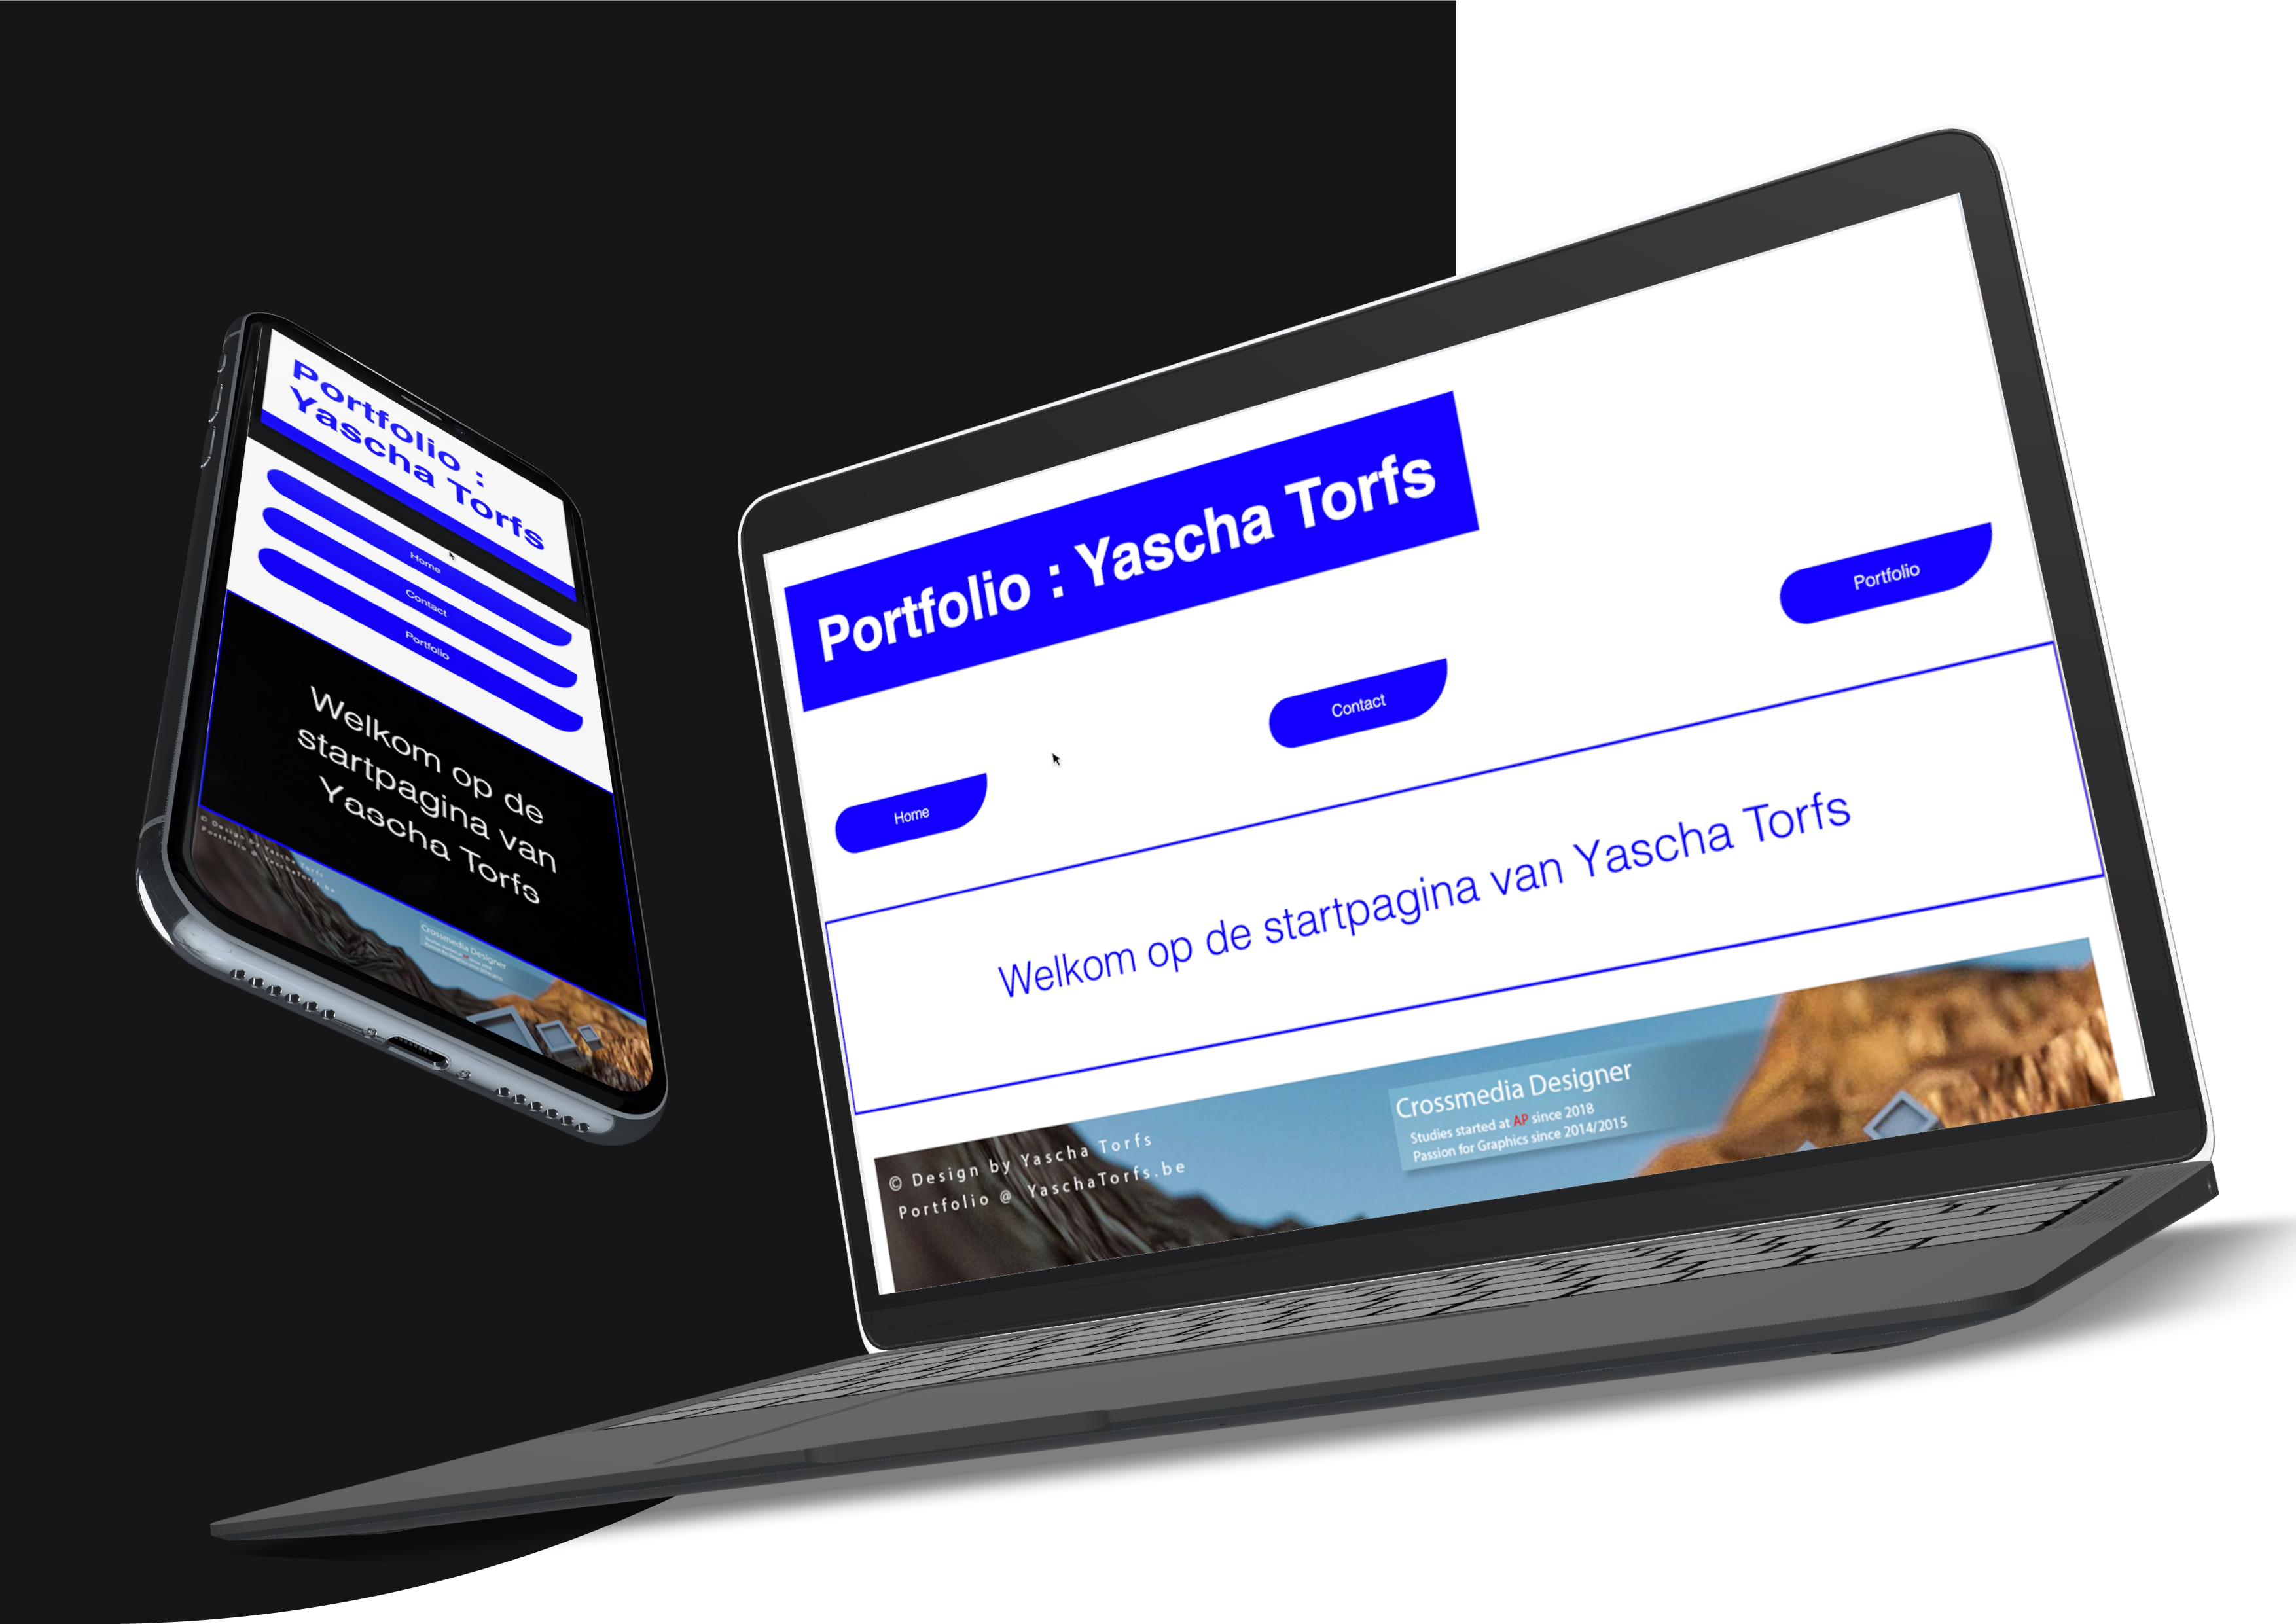 Portfolio :
Yascha Torfs
Home
Contact
Portfolio
Welkom op de
startpagina van
Yascha Torfs
© Design by Yascha Torfs
Portfolio @ YaschaTorfs.be
Crossmedia Designer
Portfolio : Yascha Torfs
Home
Contact
Portfolio
Welkom op de startpagina van Yascha Torfs
© Design by Yascha Torfs
Portfolio @ YaschaTorfs.be
Crossmedia Designer
Studies started at AP since 2018
Passion for Graphics since 2014/2015